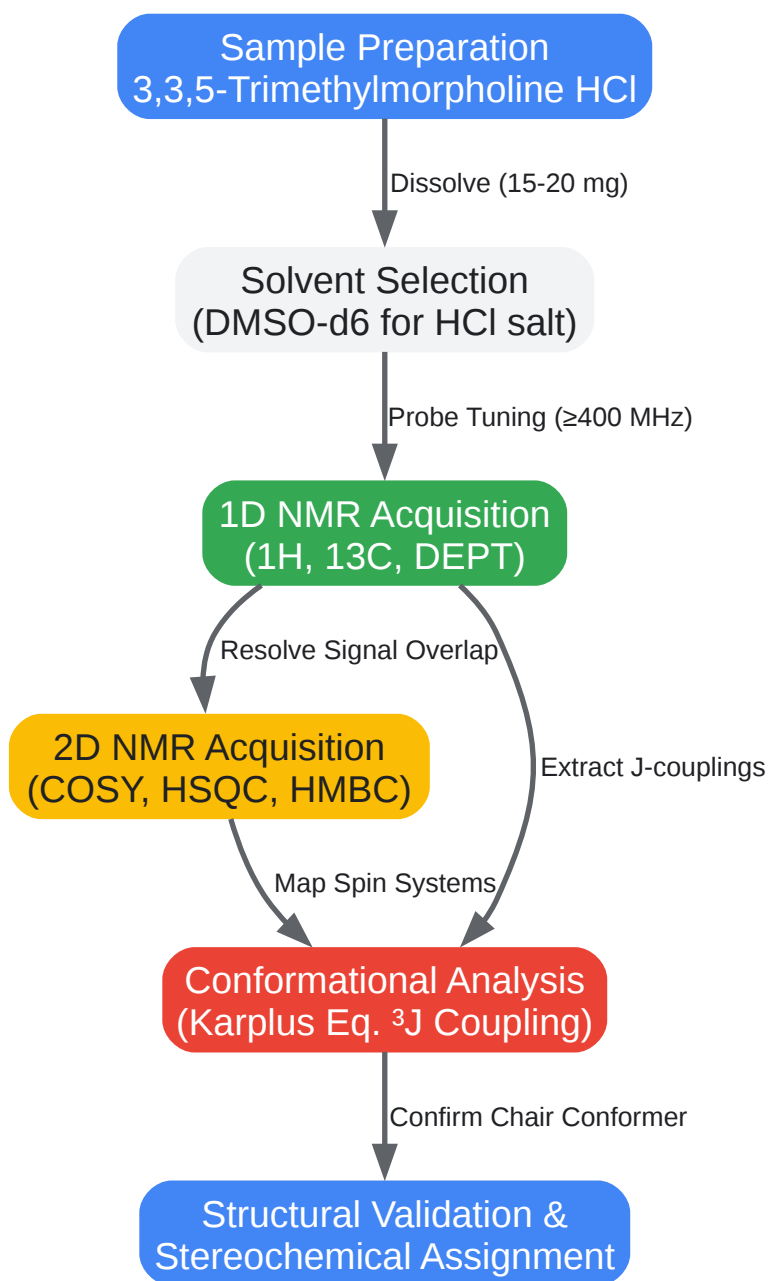 Sample Preparation
3,3,5-Trimethylmorpholine HCl
Dissolve (15-20 mg)
Solvent Selection
(DMSO-d6 for HCl salt)
Probe Tuning (≥400 MHz)
1D NMR Acquisition
(1H, 13C, DEPT)
Resolve Signal Overlap
2D NMR Acquisition
(COSY, HSQC, HMBC)
Extract J-couplings
Map Spin Systems
Conformational Analysis
(Karplus Eq. ³J Coupling)
Confirm Chair Conformer
Structural Validation &
Stereochemical Assignment